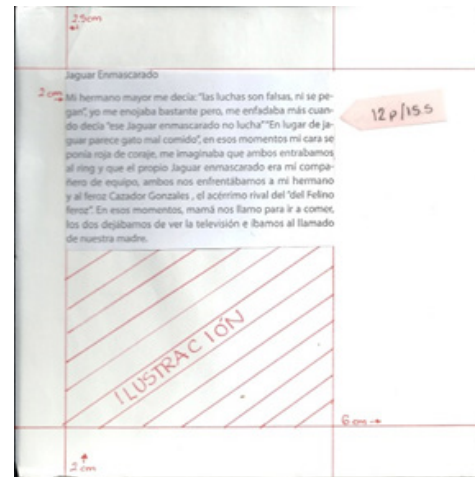 2.5cm
Jaguar Enmascarado
2 cm
Mi hermano mayor me decía: "las luchas son falsas, ni se pe-
gan", yo me enojaba bastante pero, me enfadaba más cuan-
do decía "ese Jaguar enmascarado no lucha" "En lugar de ja-
guar parece gato mal comido", en esos momentos mi cara se
ponía roja de coraje, me imaginaba que ambos entrabamos
al ring y que el propio Jaguar enmascarado era mi compa-
ñero de equipo, ambos nos enfrentábamos a mi hermano
y al feroz Cazador Gonzales , el acérrimo rival del "del Felino
feroz". En esos momentos, mamá nos llamo para ir a comer,
los dos dejábamos de ver la televisión e íbamos al llamado
de nuestra madre.
12 p/15.5
ILUSTRACIÓN
6 cm
2 cm